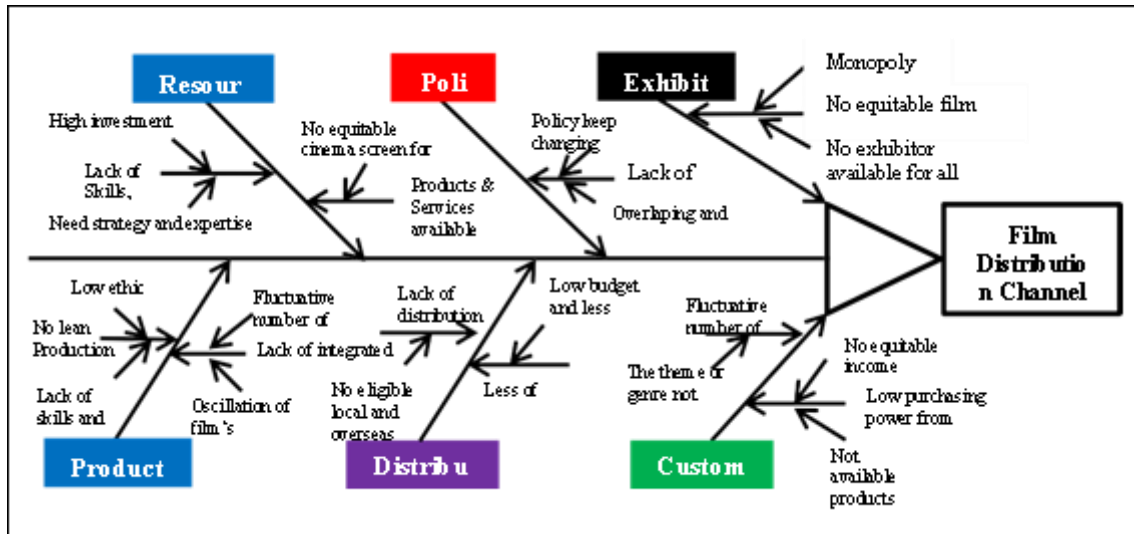 Resour
Poli
Exhibit
Monopoly
No equitable film
No exhibitor
available for all
High investment
Lack of
Skills,
Need strategy and expertise
No equitable
cinema screen for
Products &
Services
available
Policy keep
changing
Lack of
Overlaping and
Film
Distributio
n Channel
Low ethic
No lean
Production
Lack of
skills and
Fluctuative
number of
Lack of integrated
Oscillation of
film's
Lack of
distribution
No eligible
local and
overseas
Low budget
and less
Less of
Fluctuative
number of
The theme or
genre not
No equitable
income
Low purchasing
power from
Not
available
products
Product
Distribu
Custom